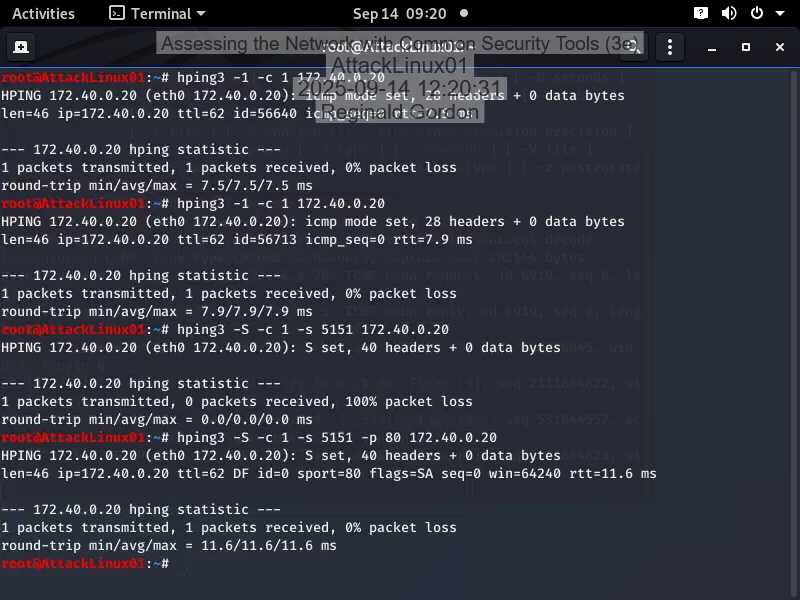 Activities Terminal Sep 14 09:20
Assessing the Network with Common Security Tools (3e)
root@AttackLinux01:~
AttackLinux01
2025-09-14 12:20:31
Reginald Gordon
root@AttackLinux01:~# hping3 -1 -c 1 172.40.0.20
HPING 172.40.0.20 (eth0 172.40.0.20): icmp mode set, 28 headers + 0 data bytes
len=46 ip=172.40.0.20 ttl=62 id=56640 icmp_seq=0 rtt=7.5 ms
--- 172.40.0.20 hping statistic ---
1 packets transmitted, 1 packets received, 0% packet loss
round-trip min/avg/max = 7.5/7.5/7.5 ms
root@AttackLinux01:~# hping3 -1 -c 1 172.40.0.20
HPING 172.40.0.20 (eth0 172.40.0.20): icmp mode set, 28 headers + 0 data bytes
len=46 ip=172.40.0.20 ttl=62 id=56713 icmp_seq=0 rtt=7.9 ms
--- 172.40.0.20 hping statistic ---
1 packets transmitted, 1 packets received, 0% packet loss
round-trip min/avg/max = 7.9/7.9/7.9 ms
root@AttackLinux01:~# hping3 -S -c 1 -s 5151 172.40.0.20
HPING 172.40.0.20 (eth0 172.40.0.20): S set, 40 headers + 0 data bytes
--- 172.40.0.20 hping statistic ---
1 packets transmitted, 0 packets received, 100% packet loss
round-trip min/avg/max = 0.0/0.0/0.0 ms
root@AttackLinux01:~# hping3 -S -c 1 -s 5151 -p 80 172.40.0.20
HPING 172.40.0.20 (eth0 172.40.0.20): S set, 40 headers + 0 data bytes
len=46 ip=172.40.0.20 ttl=62 DF id=0 sport=80 flags=SA seq=0 win=64240 rtt=11.6 ms
--- 172.40.0.20 hping statistic ---
1 packets transmitted, 1 packets received, 0% packet loss
round-trip min/avg/max = 11.6/11.6/11.6 ms
root@AttackLinux01:~#